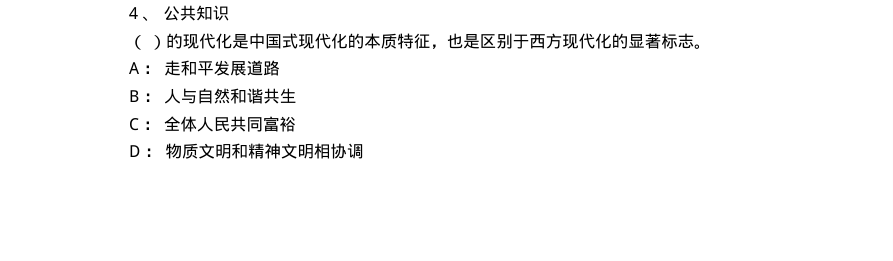 4、 公共知识
（ ）的现代化是中国式现代化的本质特征，也是区别于西方现代化的显著标志。
A： 走和平发展道路
B： 人与自然和谐共生
C： 全体人民共同富裕
D： 物质文明和精神文明相协调